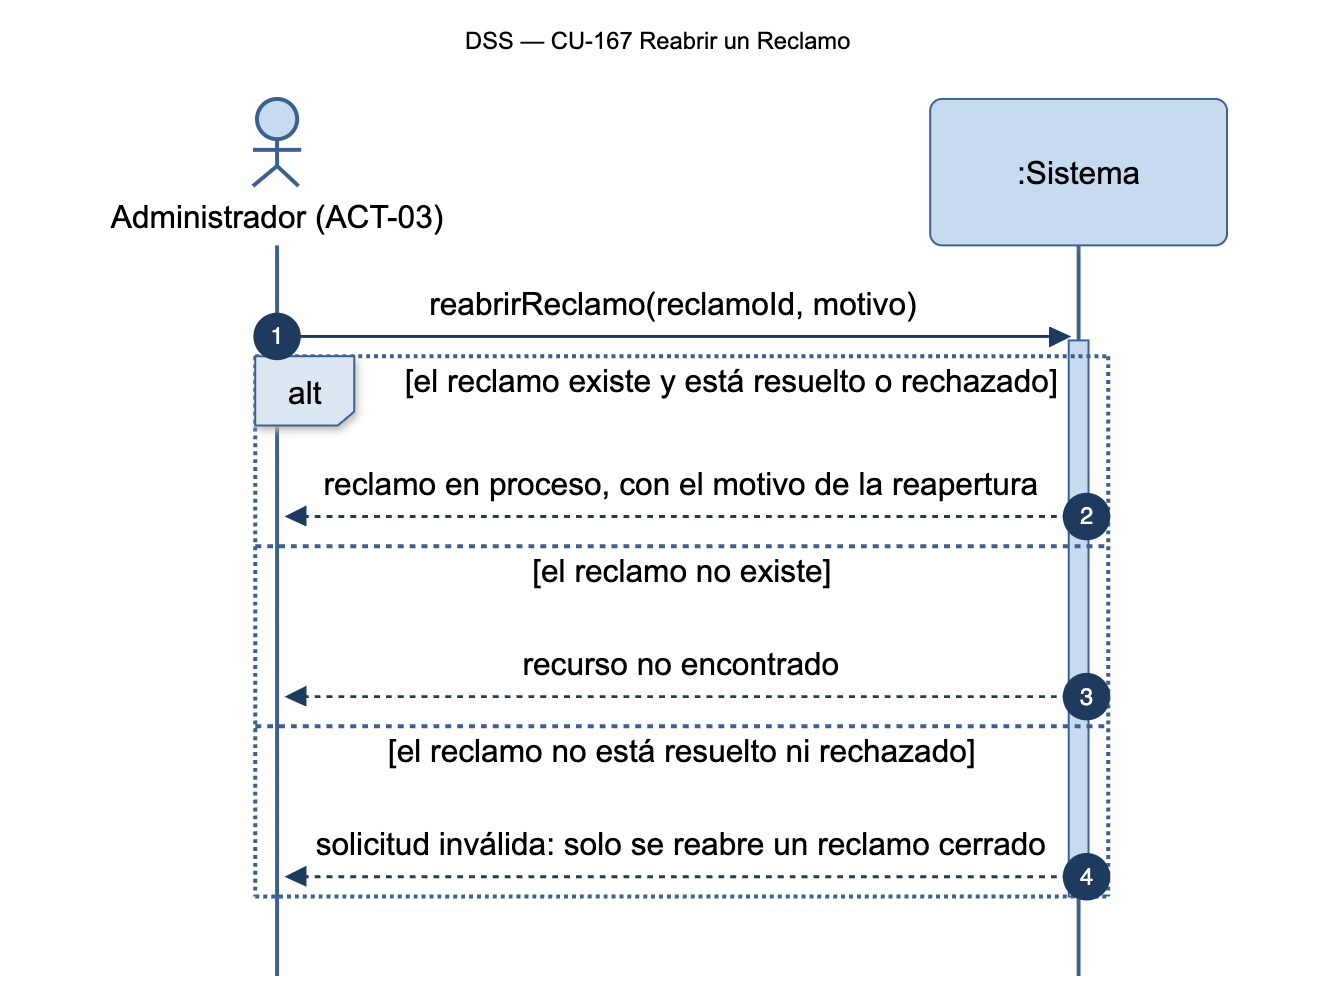 DSS — CU-167 Reabrir un Reclamo
Administrador (ACT-03)
:Sistema
reabrirReclamo(reclamoId, motivo)
1
alt
[el reclamo existe y está resuelto o rechazado]
reclamo en proceso, con el motivo de la reapertura
2
[el reclamo no existe]
recurso no encontrado
3
[el reclamo no está resuelto ni rechazado]
solicitud inválida: solo se reabre un reclamo cerrado
4